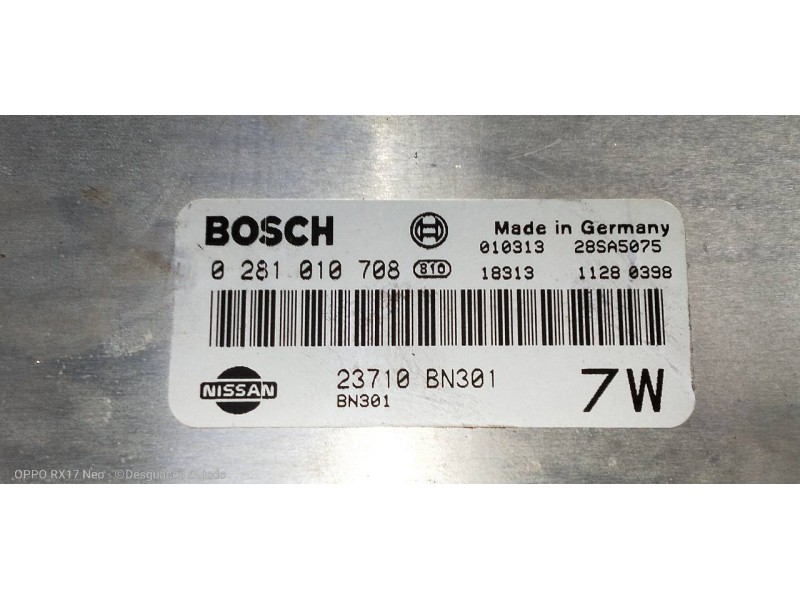 BOSCH
Made in Germany
010313 28SA5075
0 281 010 708 810
18313 1128 0398
NISSAN
23710 BN301
BN301
7W
OPPO RX17 Neo - ©Desguaces